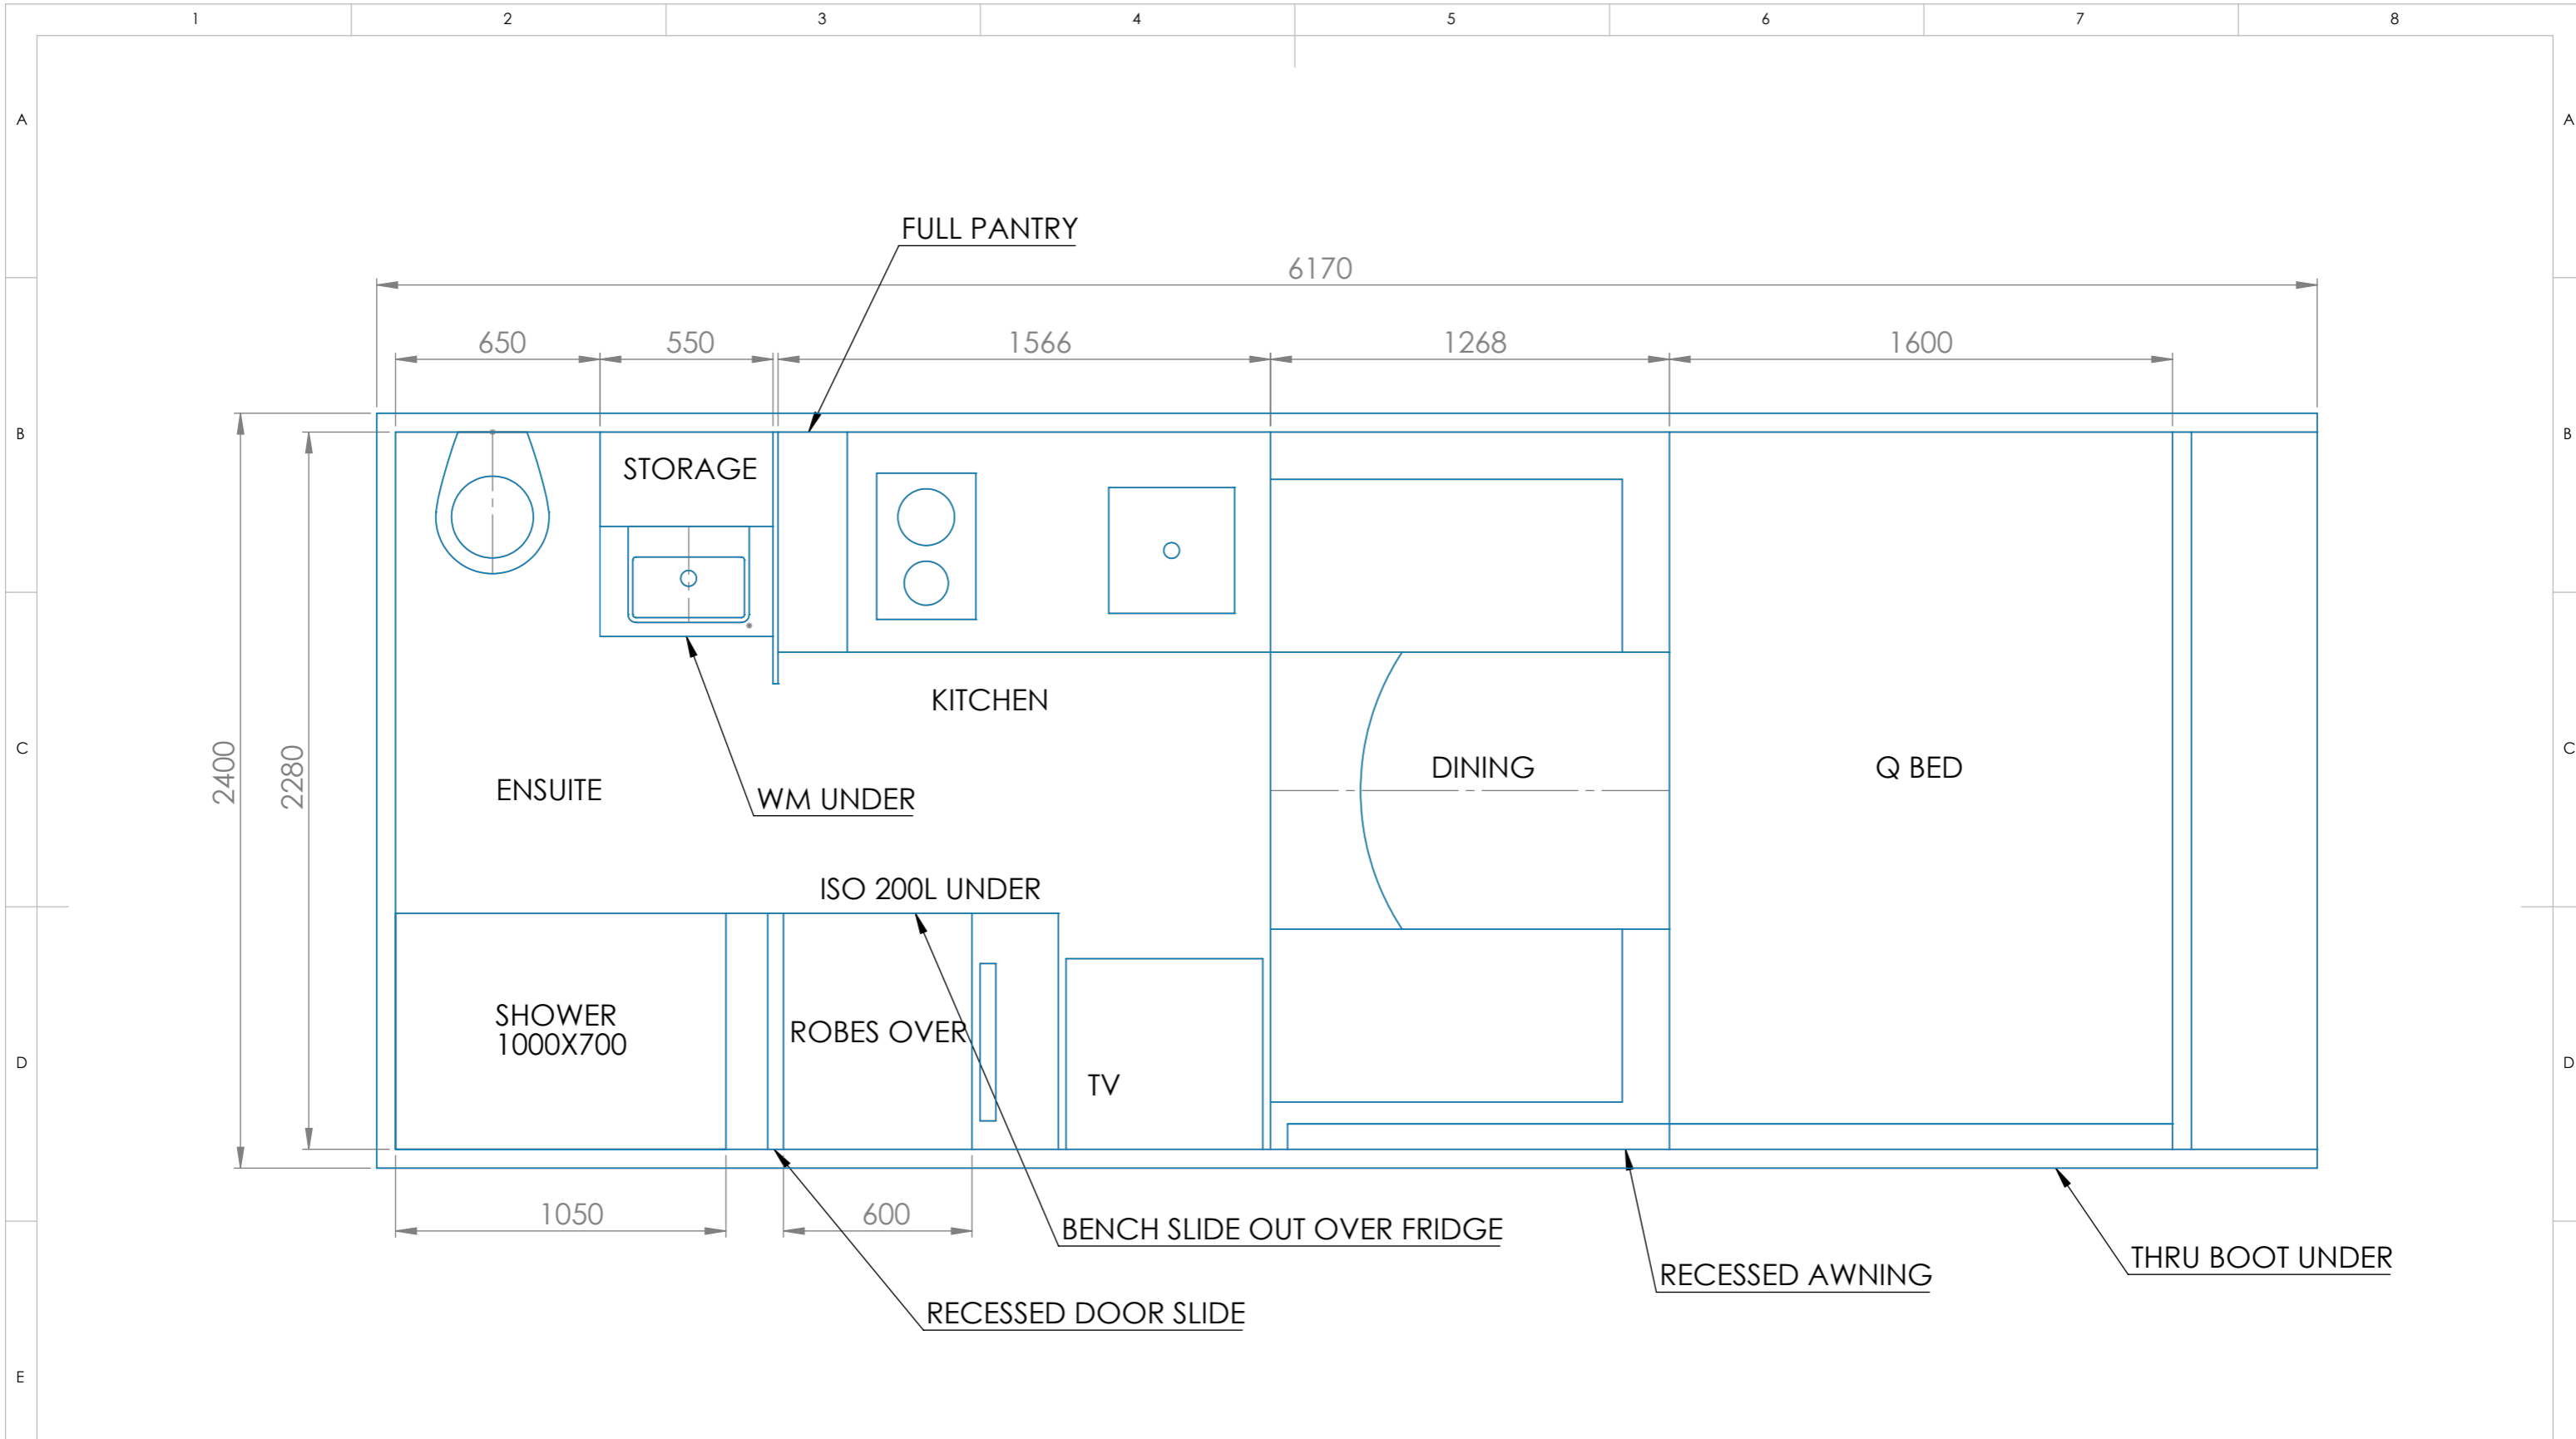 1 2 3 4 5 6 7 8
A A
FULL PANTRY
6170
650 550 1566 1268 1600
B B
STORAGE
KITCHEN
C C
2400
2280
DINING
Q BED
ENSUITE
WM UNDER
ISO 200L UNDER
SHOWER
1000X700
ROBES OVER
D D
TV
1050 600
BENCH SLIDE OUT OVER FRIDGE
THRU BOOT UNDER
RECESSED AWNING
RECESSED DOOR SLIDE
E